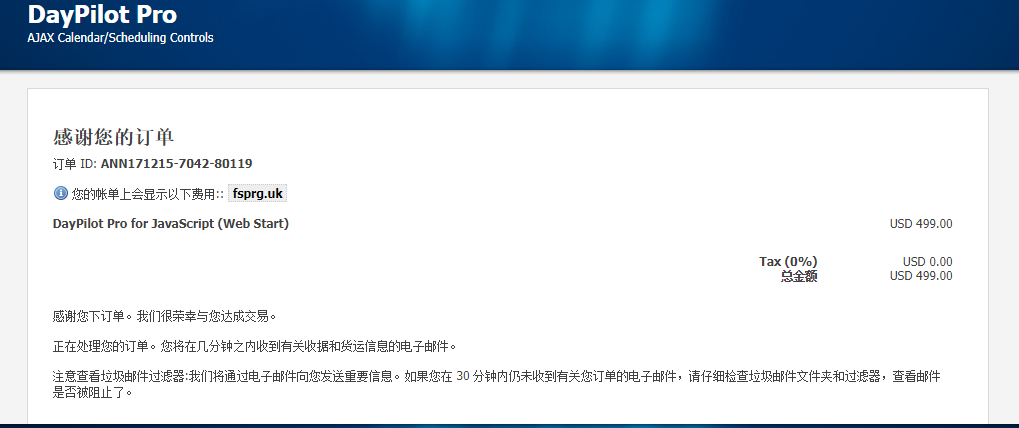 DayPilot Pro
AJAX Calendar/Scheduling Controls
感谢您的订单
订单 ID: ANN171215-7042-80119
您的帐单上会显示以下费用:: fsprg.uk
DayPilot Pro for JavaScript (Web Start) USD 499.00
Tax (0%) USD 0.00
总金额 USD 499.00
感谢您下订单。我们很荣幸与您达成交易。
正在处理您的订单。您将在几分钟之内收到有关收据和货运信息的电子邮件。
注意查看垃圾邮件过滤器:我们将通过电子邮件向您发送重要信息。如果您在 30 分钟内仍未收到有关您订单的电子邮件，请仔细检查垃圾邮件文件夹和过滤器，查看邮件
是否被阻止了。